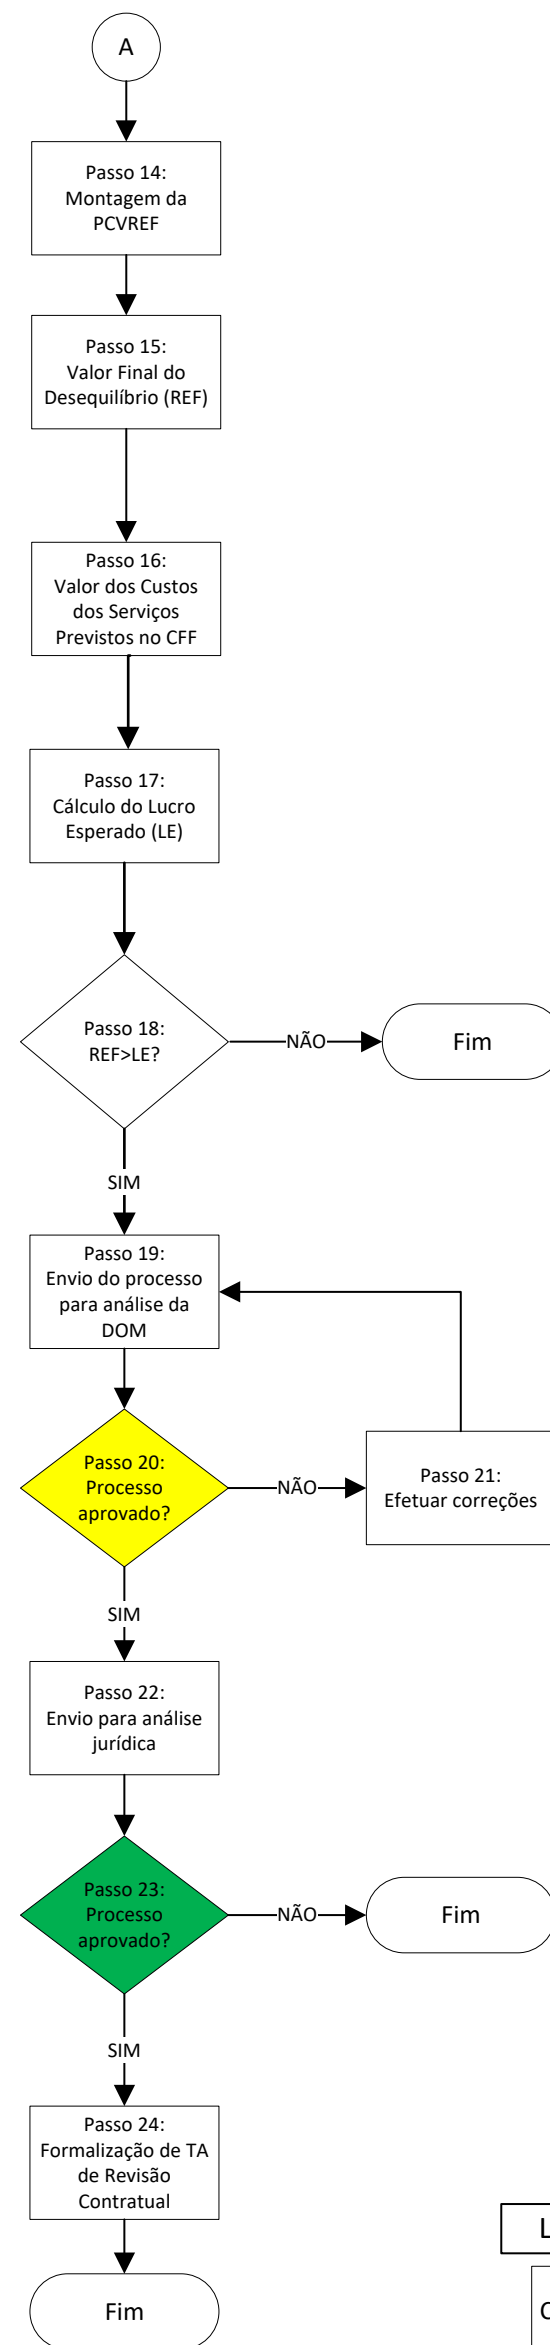 A
Passo 14:
Montagem da
PCVREF
Passo 15:
Valor Final do
Desequilíbrio (REF)
Passo 16:
Valor dos Custos
dos Serviços
Previstos no CFF
Passo 17:
Cálculo do Lucro
Esperado (LE)
Passo 18:
REF>LE?
NÃO
Fim
SIM
Passo 19:
Envio do processo
para análise da
DOM
Passo 20:
Processo
aprovado?
NÃO
Passo 21:
Efetuar correções
SIM
Passo 22:
Envio para análise
jurídica
Passo 23:
Processo
aprovado?
NÃO
Fim
SIM
Passo 24:
Formalização de TA
de Revisão
Contratual
Fim